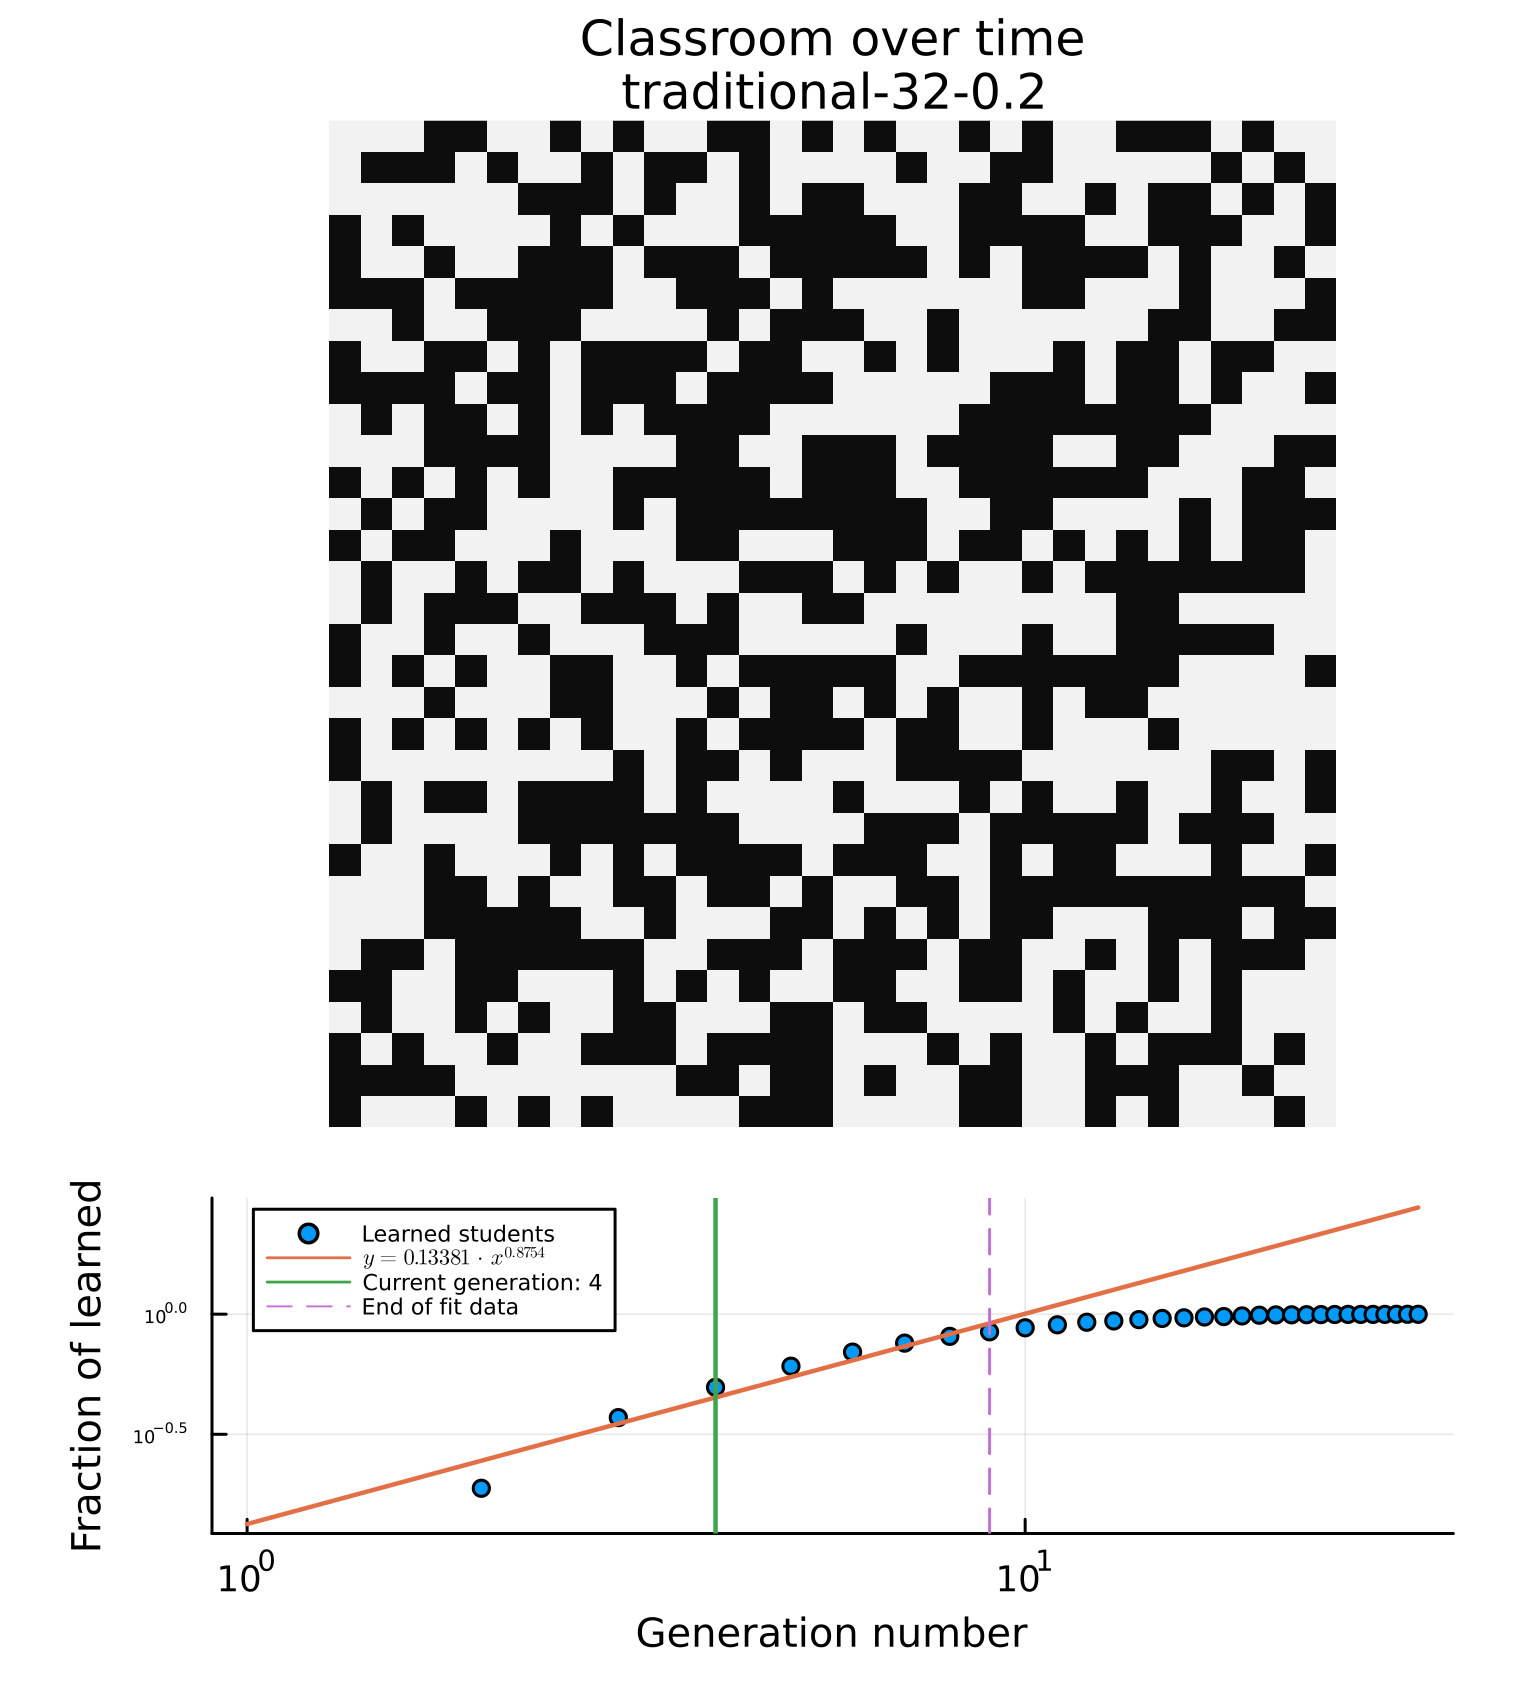 Classroom over time
traditional-32-0.2
Fraction of learned
Learned students
y = 0.13381 · x^0.8754
Current generation: 4
End of fit data
10^0.0
10^−0.5
10^0
10^1
Generation number